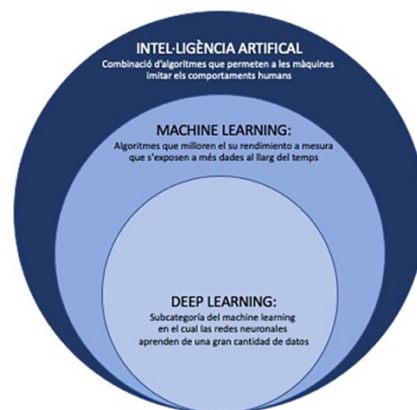 INTEL·LIGÈNCIA ARTIFICAL
Combinació d'algoritmes que permeten a les màquines
imitar els comportaments humans
MACHINE LEARNING:
Algoritmes que milloren el su rendimiento a mesura
que s'exposen a més dades al llarg del temps
DEEP LEARNING:
Subcategoría del machine learning
en el cual las redes neuronales
aprenden de una gran cantidad de datos